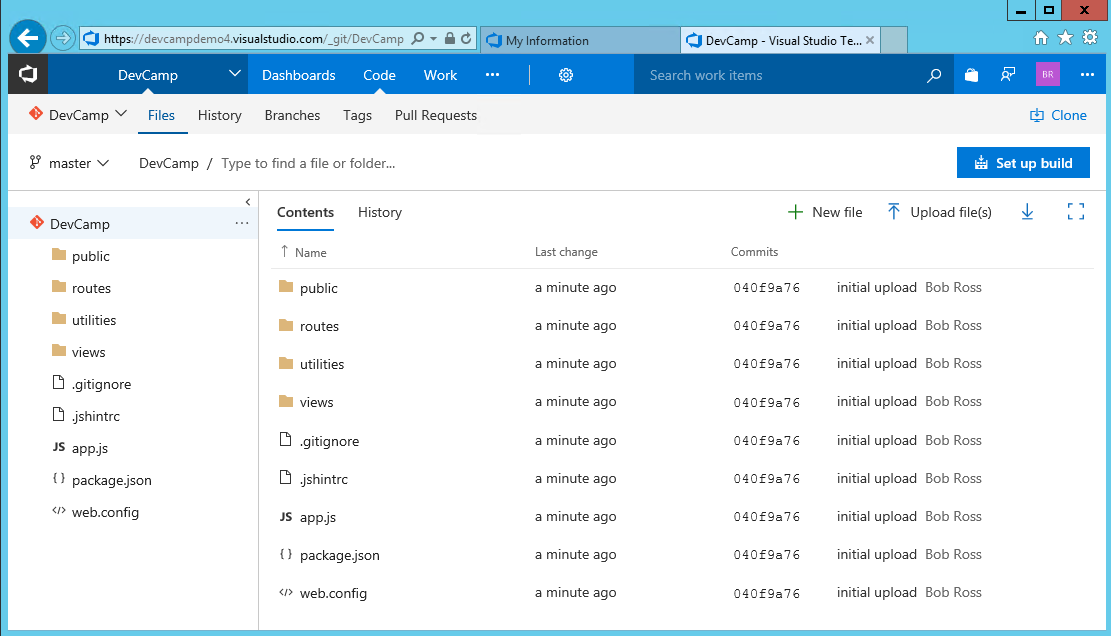 https://devcampdemo4.visualstudio.com/_git/DevCamp My Information DevCamp - Visual Studio Te...
DevCamp Dashboards Code Work ... Search work items BR ...
DevCamp Files History Branches Tags Pull Requests Clone
master DevCamp / Type to find a file or folder... Set up build
DevCamp ...
public
routes
utilities
views
.gitignore
.jshintrc
JS app.js
{ } package.json
</> web.config
Contents History New file Upload file(s)
Name Last change Commits
public a minute ago 040f9a76 initial upload Bob Ross
routes a minute ago 040f9a76 initial upload Bob Ross
utilities a minute ago 040f9a76 initial upload Bob Ross
views a minute ago 040f9a76 initial upload Bob Ross
.gitignore a minute ago 040f9a76 initial upload Bob Ross
.jshintrc a minute ago 040f9a76 initial upload Bob Ross
JS app.js a minute ago 040f9a76 initial upload Bob Ross
{ } package.json a minute ago 040f9a76 initial upload Bob Ross
</> web.config a minute ago 040f9a76 initial upload Bob Ross